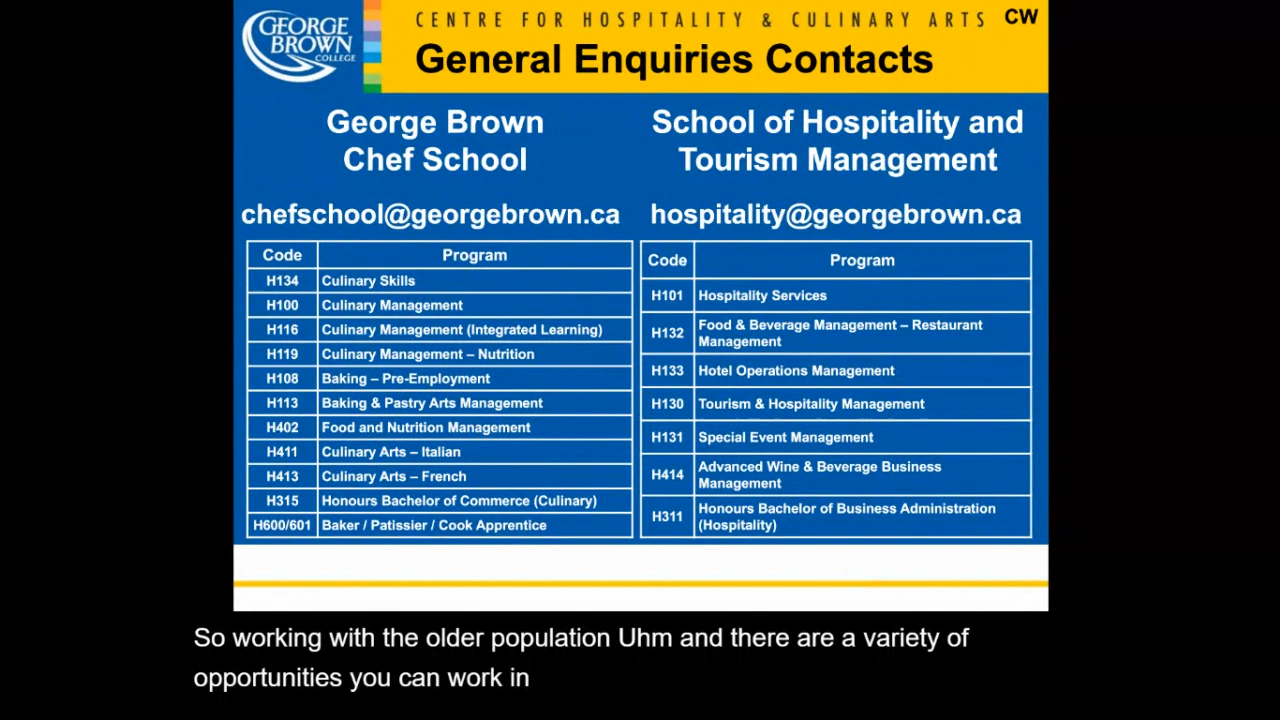 GEORGE
BROWN
COLLEGE
CENTRE FOR HOSPITALITY & CULINARY ARTS CW
General Enquiries Contacts
George Brown
Chef School
chefschool@georgebrown.ca
Code Program
H134 Culinary Skills
H100 Culinary Management
H116 Culinary Management (Integrated Learning)
H119 Culinary Management – Nutrition
H108 Baking – Pre-Employment
H113 Baking & Pastry Arts Management
H402 Food and Nutrition Management
H411 Culinary Arts – Italian
H413 Culinary Arts – French
H315 Honours Bachelor of Commerce (Culinary)
H600/601 Baker / Patissier / Cook Apprentice
School of Hospitality and
Tourism Management
hospitality@georgebrown.ca
Code Program
H101 Hospitality Services
H132 Food & Beverage Management – Restaurant
Management
H133 Hotel Operations Management
H130 Tourism & Hospitality Management
H131 Special Event Management
H414 Advanced Wine & Beverage Business
Management
H311 Honours Bachelor of Business Administration
(Hospitality)
So working with the older population Uhm and there are a variety of
opportunities you can work in